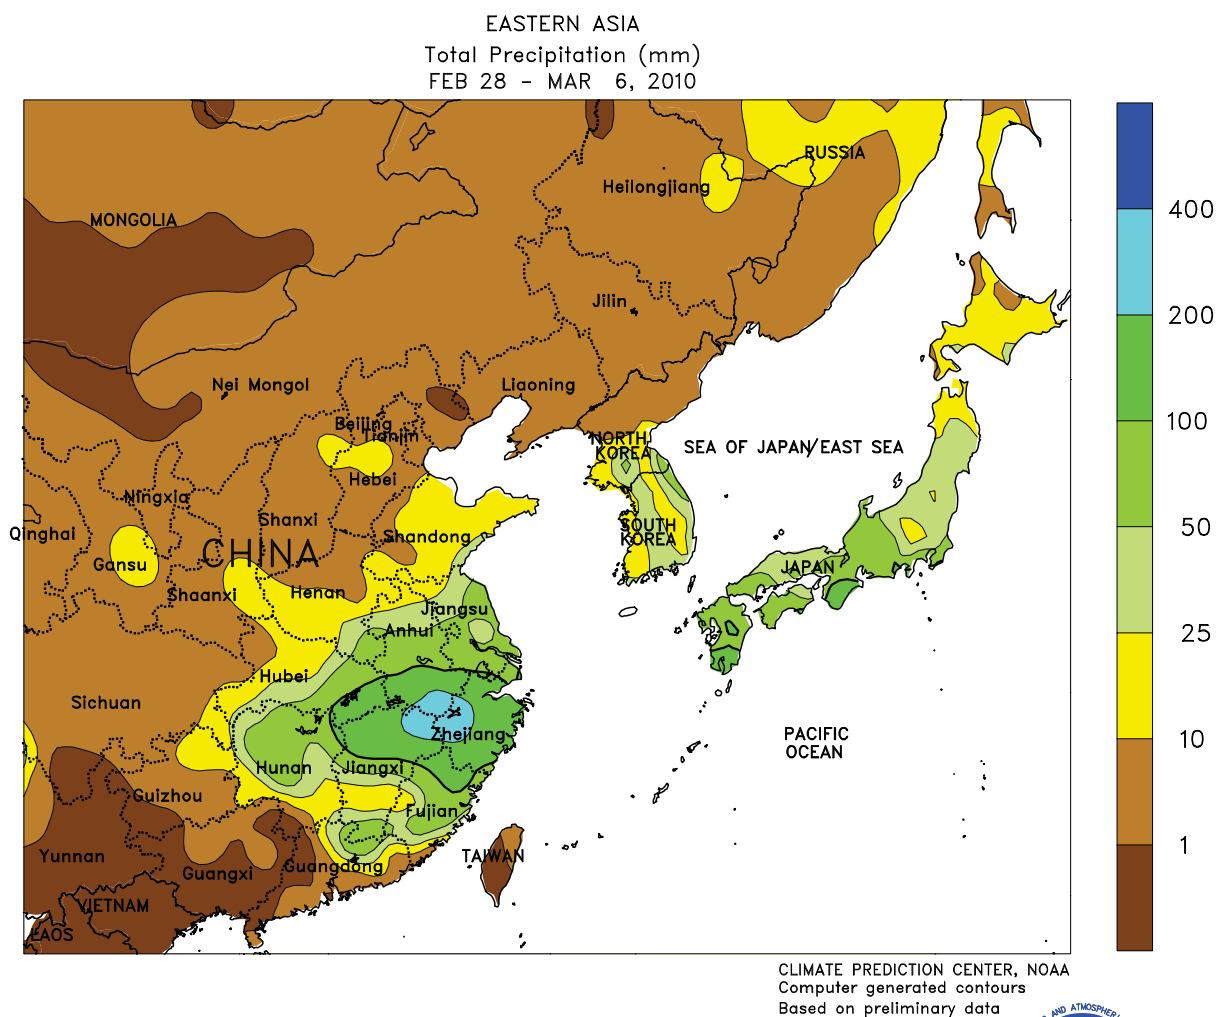 EASTERN ASIA
Total Precipitation (mm)
FEB 28 - MAR 6, 2010
RUSSIA
Heilongjiang
MONGOLIA
400
Jilin
200
Nei Mongol
Liaoning
Beijing
Tianjin
100
NORTH
KOREA
SEA OF JAPAN/EAST SEA
Hebei
Ningxia
Shanxi
SOUTH
KOREA
50
Qinghai
Shandong
CHINA
Gansu
JAPAN
Shaanxi
Henan
Jiangsu
Anhui
25
Hubei
Sichuan
Zhejiang
PACIFIC
OCEAN
10
Hunan
Jiangxi
Guizhou
Fujian
1
Yunnan
TAIWAN
Guangxi
Guangdong
VIETNAM
LAOS
CLIMATE PREDICTION CENTER, NOAA
Computer generated contours
Based on preliminary data
AND ATMOSPHER